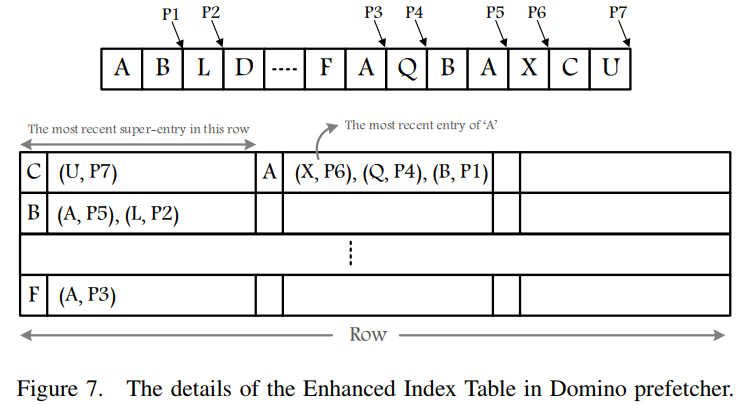 P1 P2 P3 P4 P5 P6 P7
A B L D ---- F A Q B A X C U
The most recent super-entry in this row
The most recent entry of ‘A’
C (U, P7) A (X, P6), (Q, P4), (B, P1)
B (A, P5), (L, P2)
F (A, P3)
Row
Figure 7. The details of the Enhanced Index Table in Domino prefetcher.